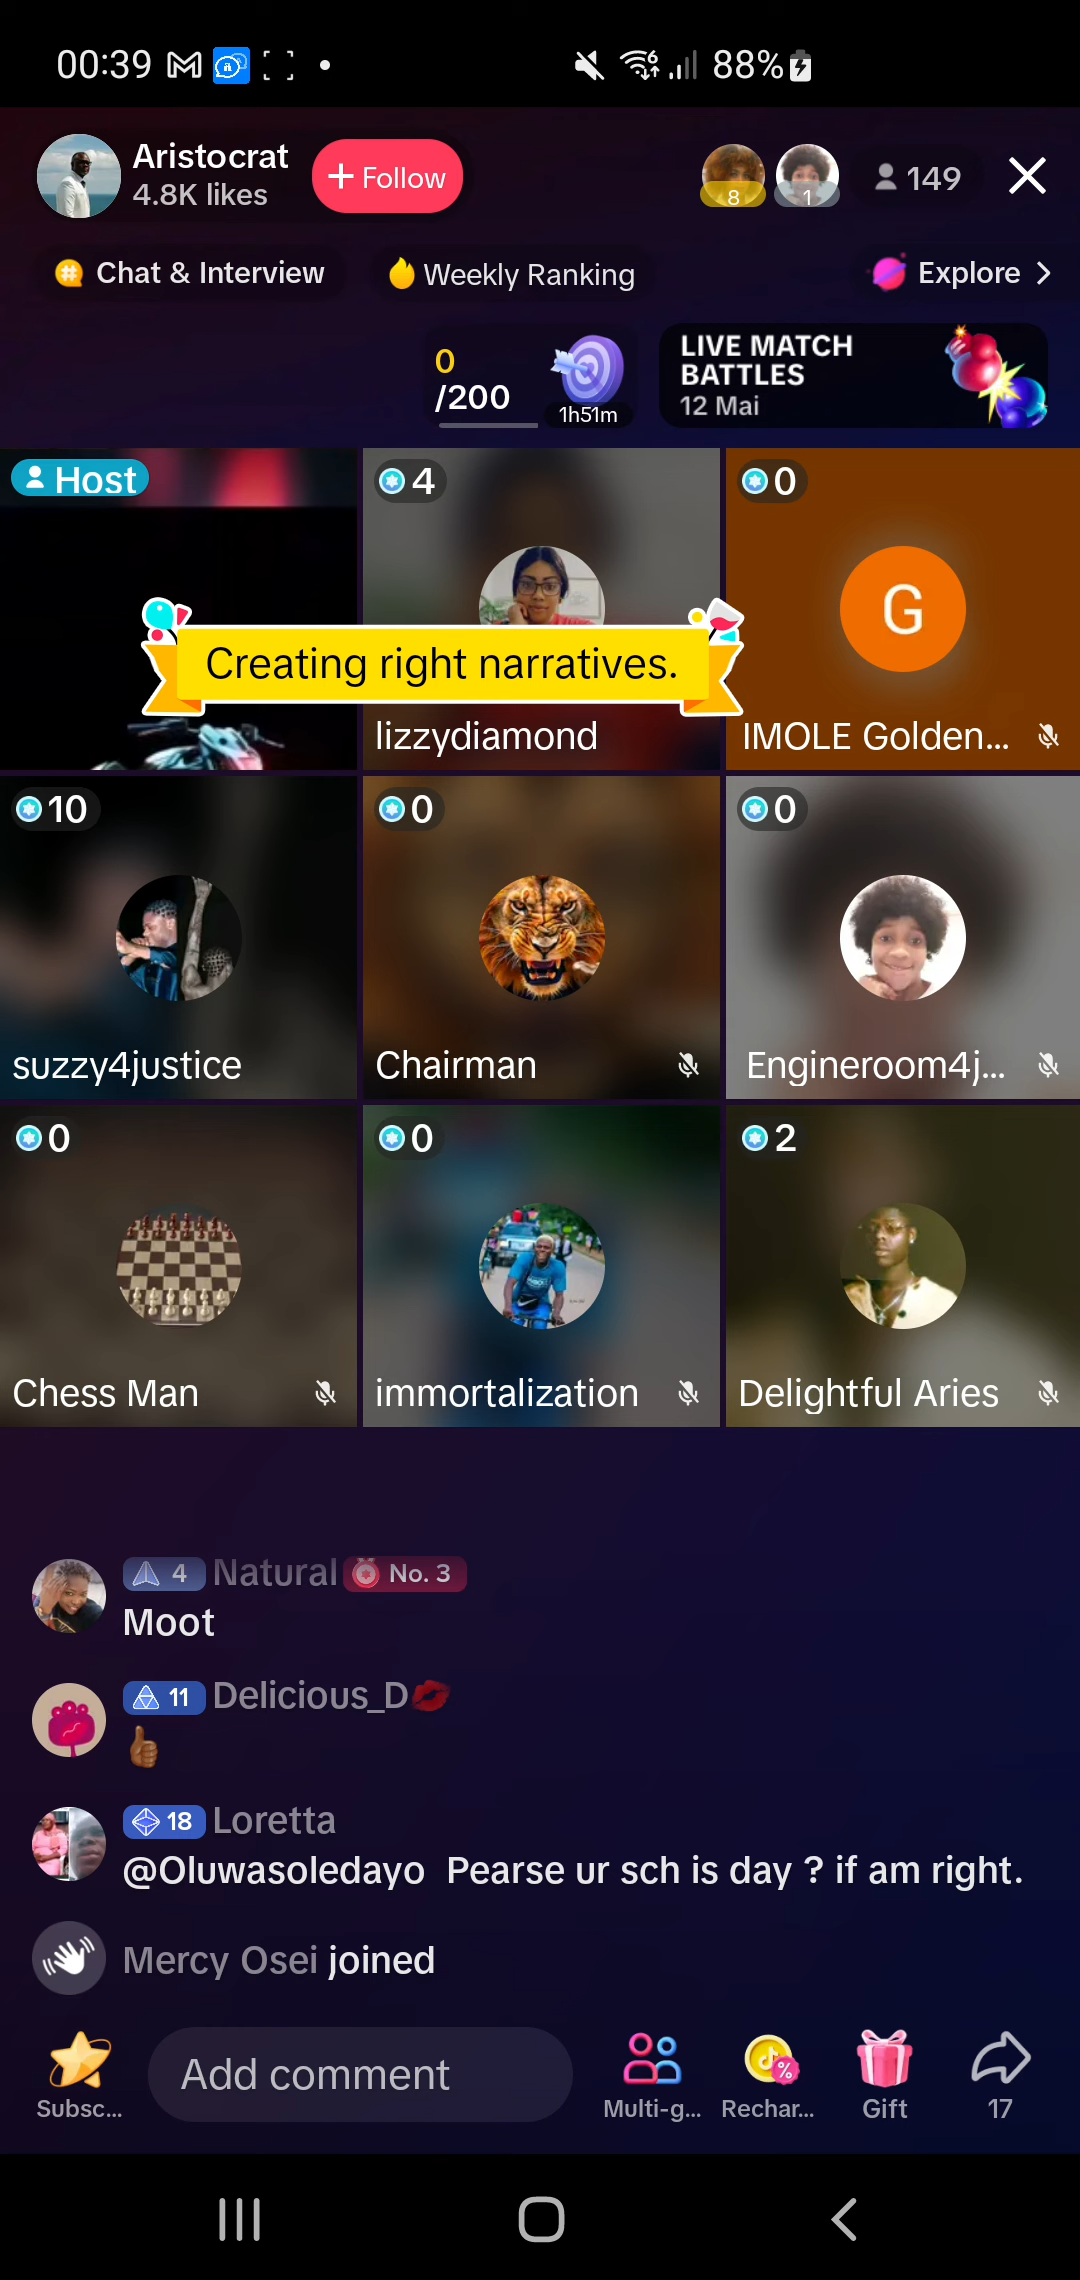 00:39
88%
Aristocrat
4.8K likes
+ Follow
8
1
149
Chat & Interview
Weekly Ranking
Explore >
0
/200
1h51m
LIVE MATCH
BATTLES
12 Mai
Host
4
0
G
Creating right narratives.
lizzydiamond
IMOLE Golden...
10
0
0
suzzy4justice
Chairman
Engineroom4j...
0
0
2
Chess Man
immortalization
Delightful Aries
4 Natural No. 3
Moot
11 Delicious_D💋
👍🏾
18 Loretta
@Oluwasoledayo Pearse ur sch is day ? if am right.
Mercy Osei joined
Add comment
Subsc...
Multi-g...
Rechar...
Gift
17